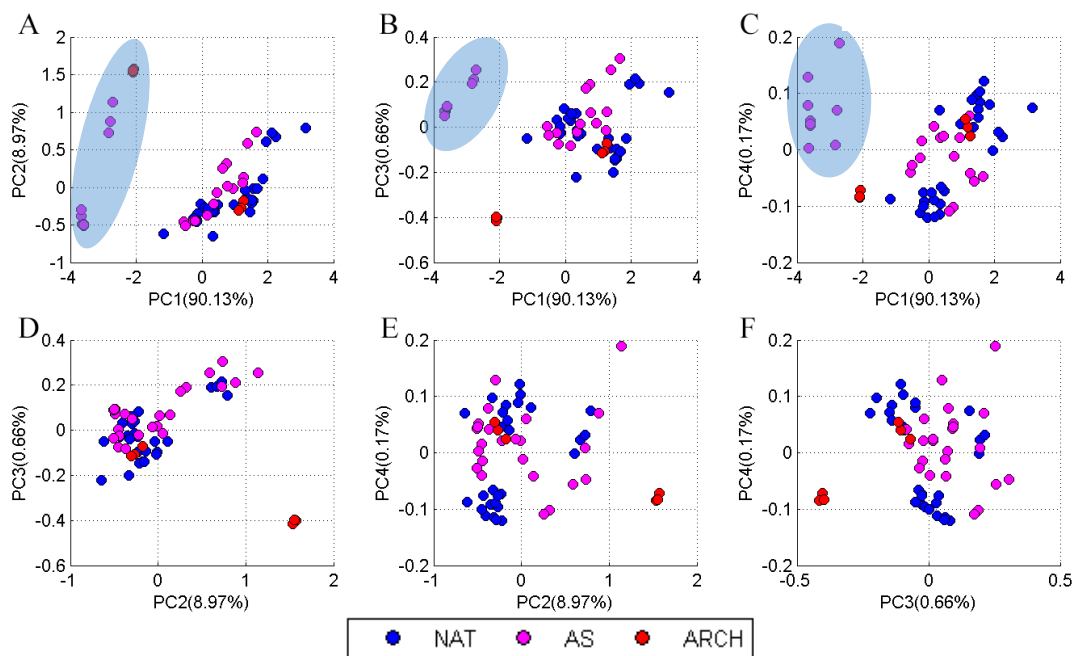 A
B
C
2
1.5
1
0.5
0
-0.5
-1
PC2(8.97%)
-4 -2 0 2 4
PC1(90.13%)
0.4
0.2
0
-0.2
-0.4
-0.6
PC3(0.66%)
-4 -2 0 2 4
PC1(90.13%)
0.2
0.1
0
-0.1
-0.2
PC4(0.17%)
-4 -2 0 2 4
PC1(90.13%)
D
E
F
0.4
0.2
0
-0.2
-0.4
-0.6
PC3(0.66%)
-1 0 1 2
PC2(8.97%)
0.2
0.1
0
-0.1
-0.2
PC4(0.17%)
-1 0 1 2
PC2(8.97%)
0.2
0.1
0
-0.1
-0.2
PC4(0.17%)
-0.5 0 0.5
PC3(0.66%)
NAT AS ARCH